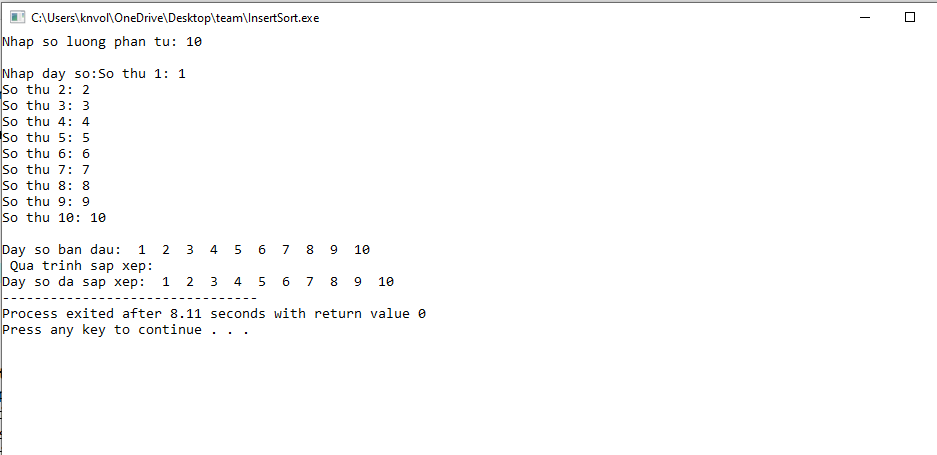 C:\Users\knvol\OneDrive\Desktop\team\InsertSort.exe
Nhap so luong phan tu: 10
Nhap day so:So thu 1: 1
So thu 2: 2
So thu 3: 3
So thu 4: 4
So thu 5: 5
So thu 6: 6
So thu 7: 7
So thu 8: 8
So thu 9: 9
So thu 10: 10
Day so ban dau:  1  2  3  4  5  6  7  8  9  10
Qua trinh sap xep:
Day so da sap xep:  1  2  3  4  5  6  7  8  9  10
--------------------------------
Process exited after 8.11 seconds with return value 0
Press any key to continue . . .